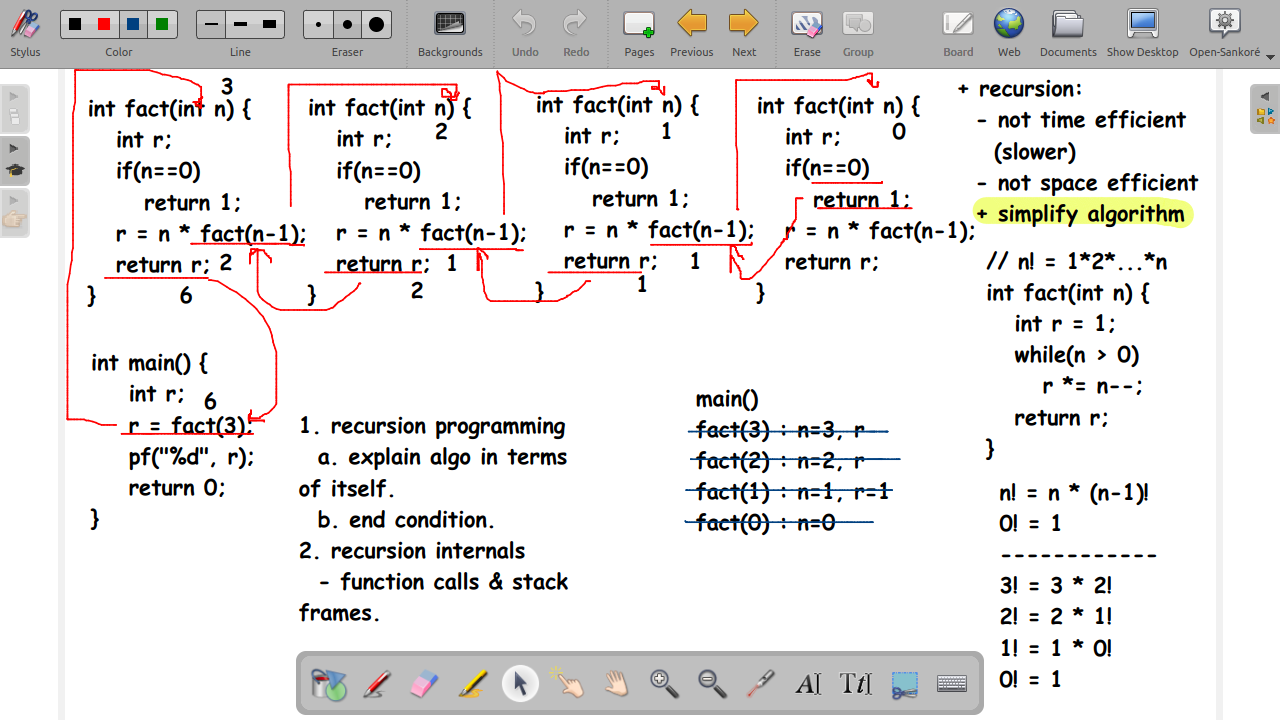 Stylus
Color
Line
Eraser
Backgrounds
Undo
Redo
Pages
Previous
Next
Erase
Group
Board
Web
Documents
Show Desktop
Open-Sankoré
3
int fact(int n) {
int r;
if(n==0)
return 1;
r = n * fact(n-1);
return r; 2
} 6
int fact(int n) {
int r; 2
if(n==0)
return 1;
r = n * fact(n-1);
return r; 1
} 2
int fact(int n) {
int r; 1
if(n==0)
return 1;
r = n * fact(n-1);
return r; 1
} 1
int fact(int n) {
int r; 0
if(n==0)
return 1;
r = n * fact(n-1);
return r;
}
+ recursion:
- not time efficient
(slower)
- not space efficient
+ simplify algorithm
// n! = 1*2*...*n
int fact(int n) {
int r = 1;
while(n > 0)
r *= n--;
return r;
}
n! = n * (n-1)!
0! = 1
------------
3! = 3 * 2!
2! = 2 * 1!
1! = 1 * 0!
0! = 1
int main() {
int r; 6
r = fact(3);
pf("%d", r);
return 0;
}
1. recursion programming
a. explain algo in terms
of itself.
b. end condition.
2. recursion internals
- function calls & stack
frames.
main()
fact(3) : n=3, r
fact(2) : n=2, r
fact(1) : n=1, r=1
fact(0) : n=0